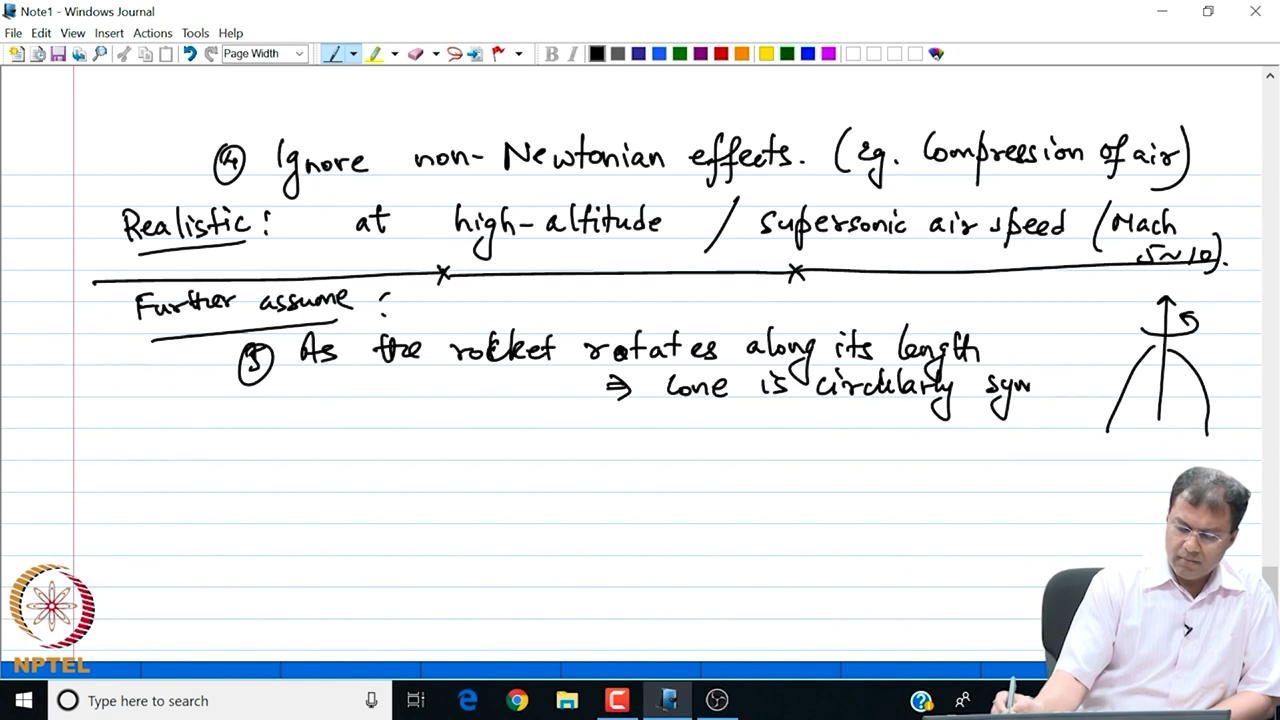 Note1 - Windows Journal
File Edit View Insert Actions Tools Help
Page Width B I
④ Ignore non-Newtonian effects. (eg. Compression of air)
Realistic: at high-altitude / supersonic air speed (Mach
5~10).
Further assume:
⑤ As the rocket rotates along its length
⇒ cone is circularly sym
NPTEL
Type here to search